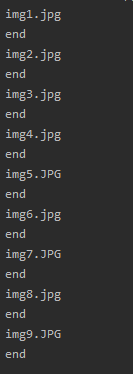 img1.jpg
end
img2.jpg
end
img3.jpg
end
img4.jpg
end
img5.JPG
end
img6.jpg
end
img7.JPG
end
img8.jpg
end
img9.JPG
end